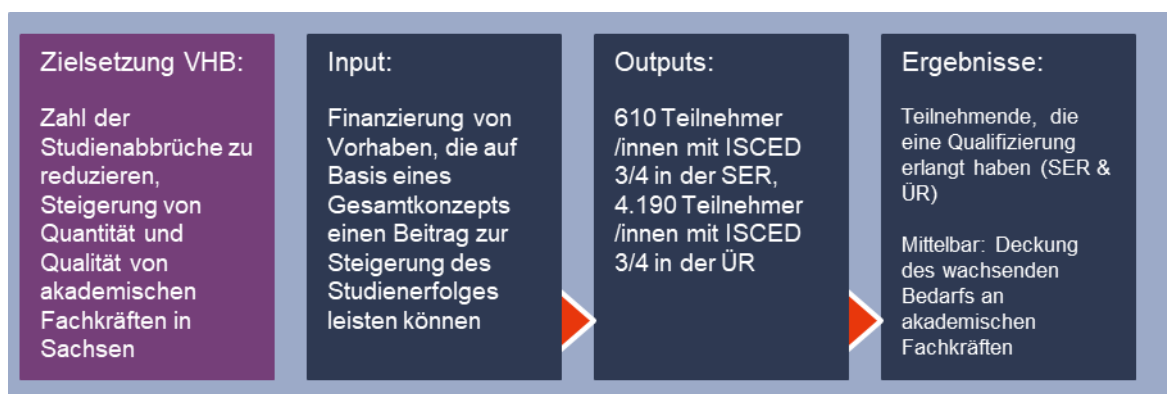 Zielsetzung VHB:
Zahl der
Studienabbrüche zu
reduzieren,
Steigerung von
Quantität und
Qualität von
akademischen
Fachkräften in
Sachsen
Input:
Finanzierung von
Vorhaben, die auf
Basis eines
Gesamtkonzepts
einen Beitrag zur
Steigerung des
Studienerfolges
leisten können
Outputs:
610 Teilnehmer
/innen mit ISCED
3/4 in der SER,
4.190 Teilnehmer
/innen mit ISCED
3/4 in der ÜR
Ergebnisse:
Teilnehmende, die
eine Qualifizierung
erlangt haben (SER &
ÜR)
Mittelbar: Deckung
des wachsenden
Bedarfs an
akademischen
Fachkräften